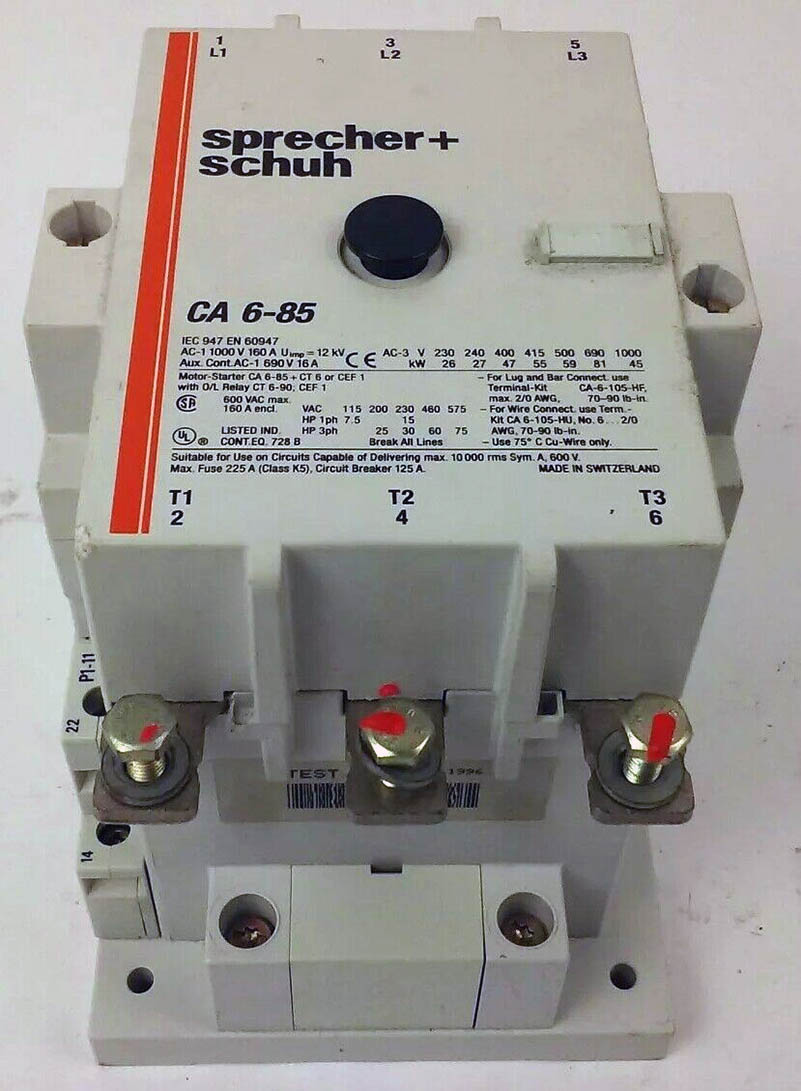 1 3 5
L1 L2 L3
sprecher+
schuh
CA 6-85
IEC 947 EN 60947
AC-1 1000 V 160 A Uimp = 12 kV CE AC-3 V 230 240 400 415 500 690 1000
Aux. Cont. AC-1 690 V 16 A kW 26 27 47 55 59 81 45
Motor-Starter CA 6-85 + CT 6 or CEF 1
with O/L Relay CT 6-90; CEF 1
SA 600 VAC max.
160 A encl. VAC 115 200 230 460 575
HP 1ph 7.5 15
UL ® LISTED IND. HP 3ph 25 30 60 75
CONT. EQ. 728 B Break All Lines
– For Lug and Bar Connect. use
Terminal-Kit CA-6-105-HF,
max. 2/0 AWG, 70-90 lb-in.
– For Wire Connect. use Term.-
Kit CA 6-105-HU, No. 6 . . . 2/0
AWG, 70-90 lb-in.
– Use 75° C Cu-Wire only.
Suitable for Use on Circuits Capable of Delivering max. 10 000 rms Sym. A, 600 V.
Max. Fuse 225 A (Class K5), Circuit Breaker 125 A. MADE IN SWITZERLAND
T1 T2 T3
2 4 6
P1-11
22
TEST 1996
14